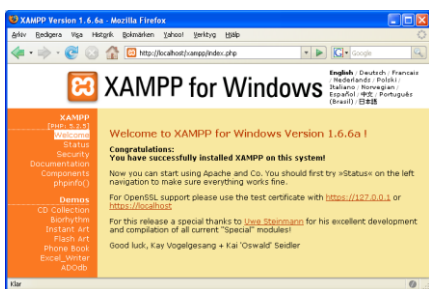 XAMPP Version 1.6.6a - Mozilla Firefox
Arkiv Redigera Visa Historik Bokmärken Yahoo! Verktyg Hjälp
http://localhost/xampp/index.php
Google
XAMPP for Windows
English / Deutsch / Francais
/ Nederlands / Polski /
Italiano / Norwegian /
Español / 中文 / Português
(Brasil) / 日本語
XAMPP
[PHP: 5.2.5]
Welcome
Status
Security
Documentation
Components
phpinfo()
Demos
CD Collection
Biorhythm
Instant Art
Flash Art
Phone Book
Excel_Writer
ADOdb
Welcome to XAMPP for Windows Version 1.6.6a !
Congratulations:
You have successfully installed XAMPP on this system!
Now you can start using Apache and Co. You should first try »Status« on the left
navigation to make sure everything works fine.
For OpenSSL support please use the test certificate with https://127.0.0.1 or
https://localhost
For this release a special thanks to Uwe Steinmann for his excellent development
and compilation of all current "Special" modules!
Good luck, Kay Vogelgesang + Kai 'Oswald' Seidler
Klar